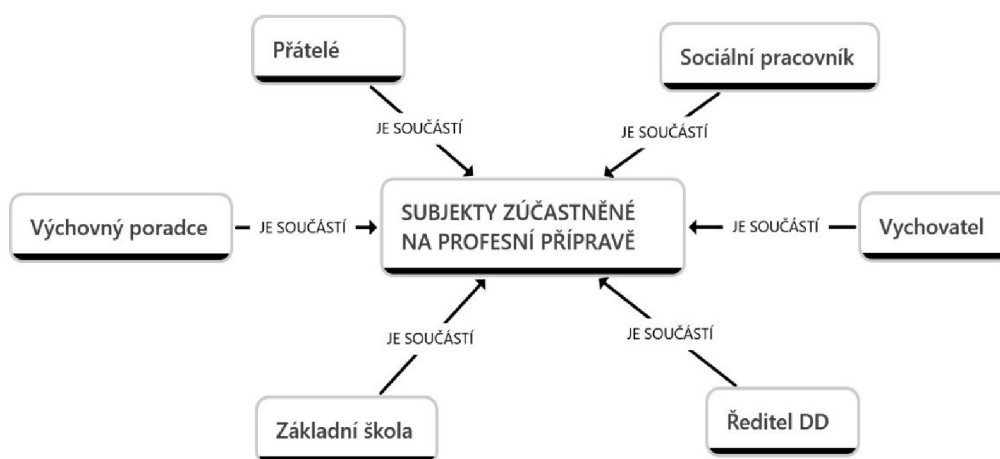 Přátelé
Sociální pracovník
JE SOUČÁSTÍ
JE SOUČÁSTÍ
Výchovný poradce
JE SOUČÁSTÍ
SUBJEKTY ZÚČASTNĚNÉ
NA PROFESNÍ PŘÍPRAVĚ
JE SOUČÁSTÍ
Vychovatel
JE SOUČÁSTÍ
JE SOUČÁSTÍ
Základní škola
Ředitel DD